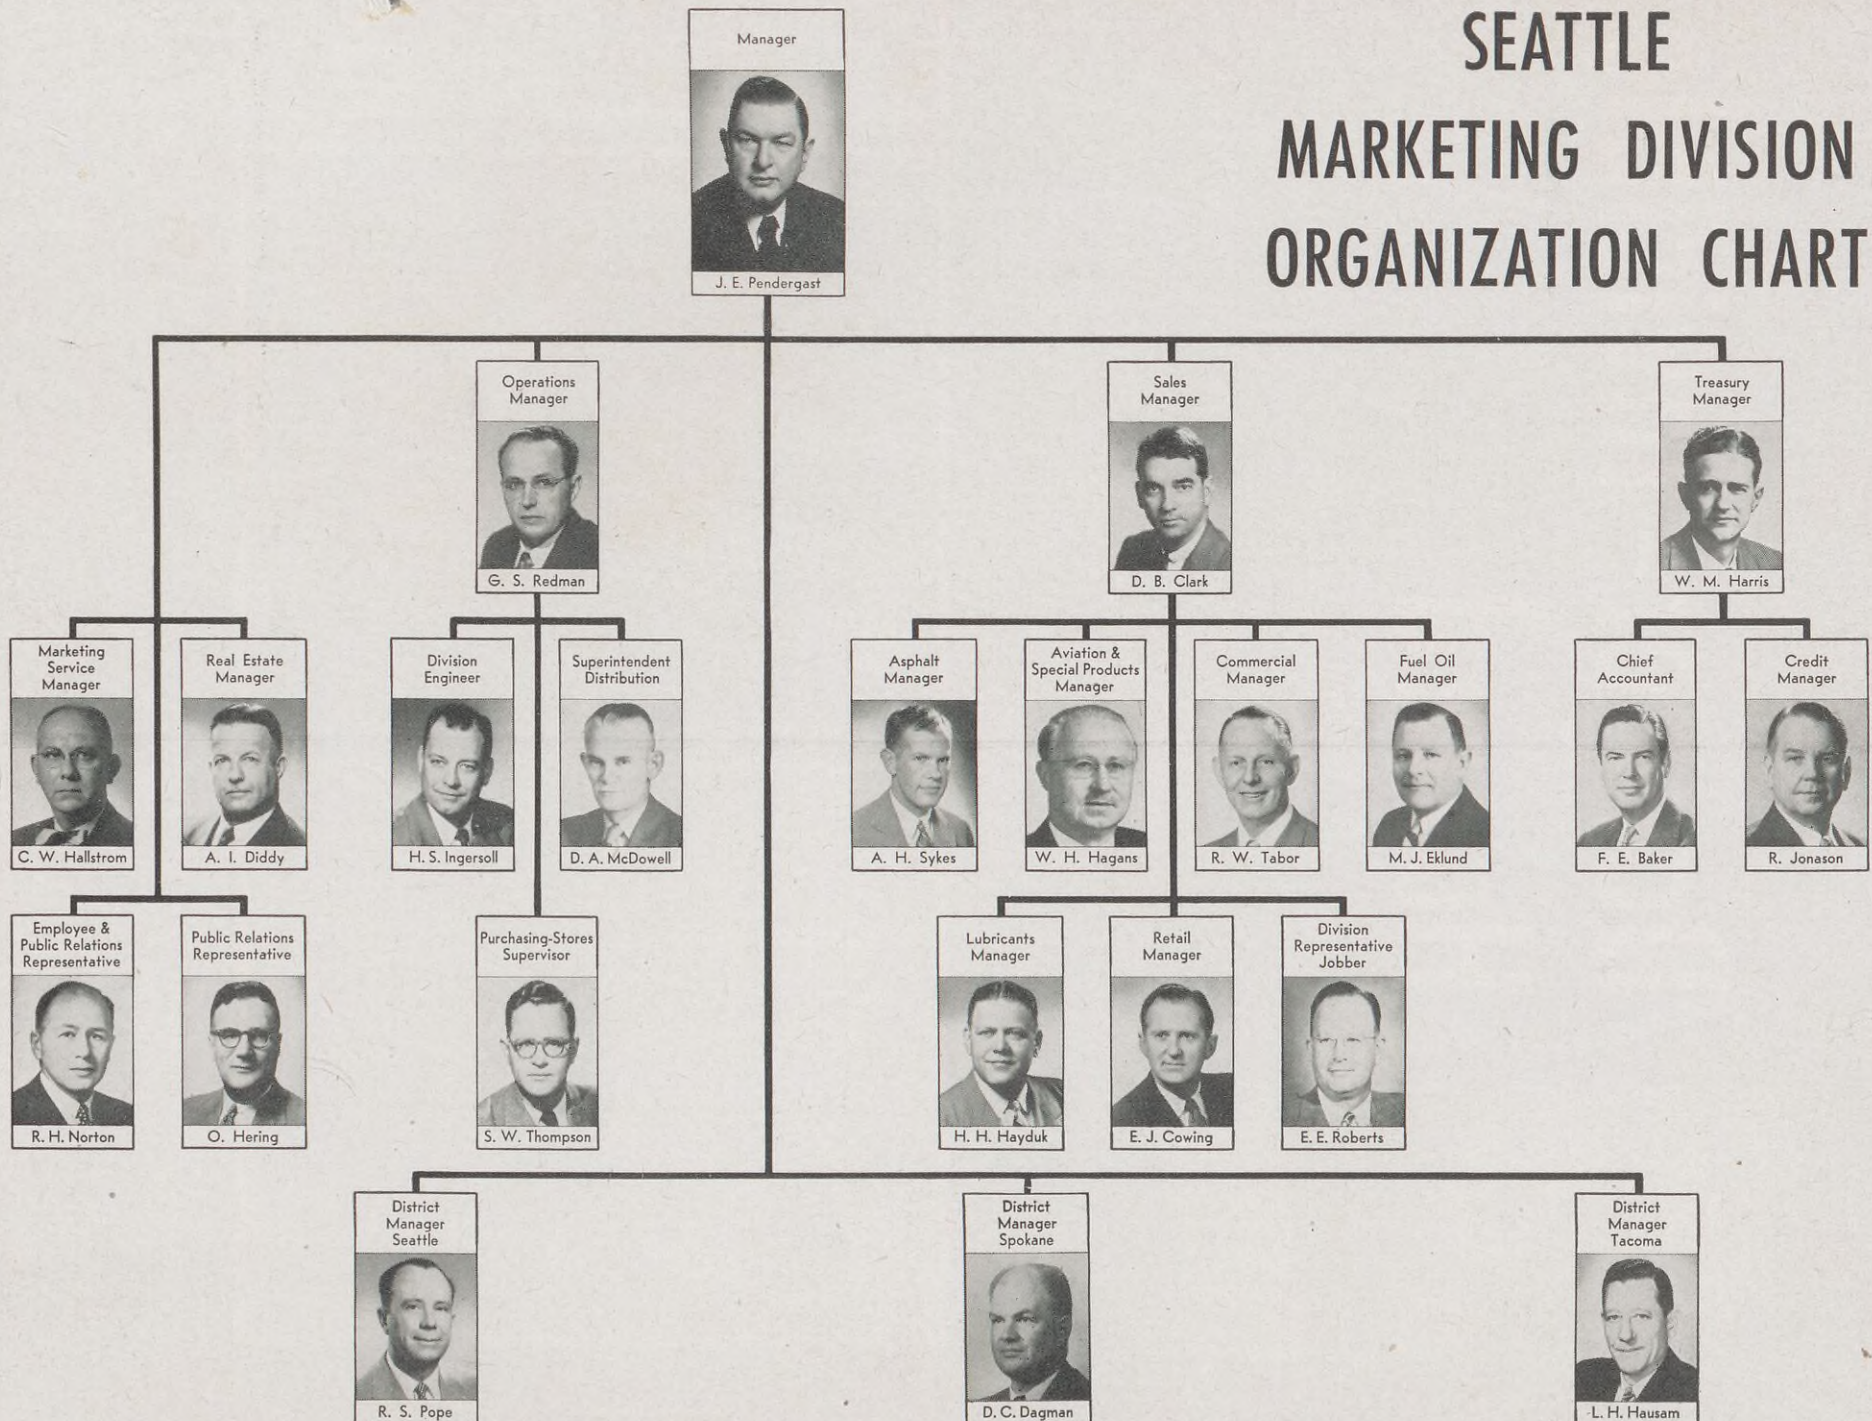 SEATTLE
MARKETING DIVISION
ORGANIZATION CHART
Manager
J. E. Pendergast
Operations
Manager
G. S. Redman
Sales
Manager
D. B. Clark
Treasury
Manager
W. M. Harris
Marketing
Service
Manager
C. W. Hallstrom
Real Estate
Manager
A. I. Diddy
Division
Engineer
H. S. Ingersoll
Superintendent
Distribution
D. A. McDowell
Asphalt
Manager
A. H. Sykes
Aviation &
Special Products
Manager
W. H. Hagans
Commercial
Manager
R. W. Tabor
Fuel Oil
Manager
M. J. Eklund
Chief
Accountant
F. E. Baker
Credit
Manager
R. Jonason
Employee &
Public Relations
Representative
R. H. Norton
Public Relations
Representative
O. Hering
Purchasing-Stores
Supervisor
S. W. Thompson
Lubricants
Manager
H. H. Hayduk
Retail
Manager
E. J. Cowing
Division
Representative
Jobber
E. E. Roberts
District
Manager
Seattle
R. S. Pope
District
Manager
Spokane
D. C. Dagman
District
Manager
Tacoma
L. H. Hausam